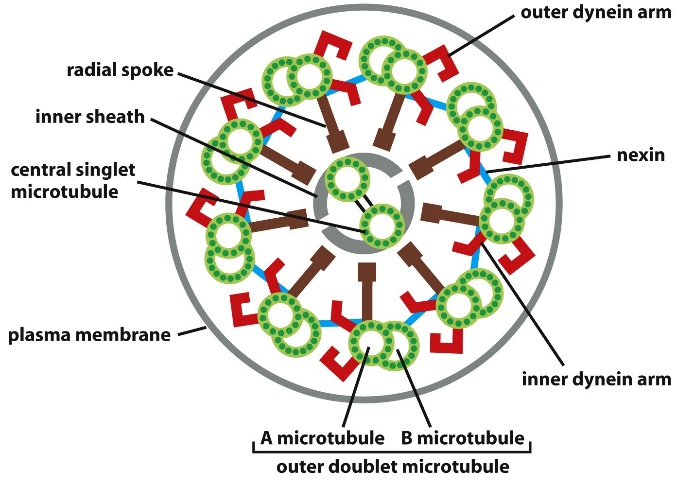 outer dynein arm
radial spoke
inner sheath
central singlet
microtubule
nexin
plasma membrane
inner dynein arm
A microtubule B microtubule
outer doublet microtubule